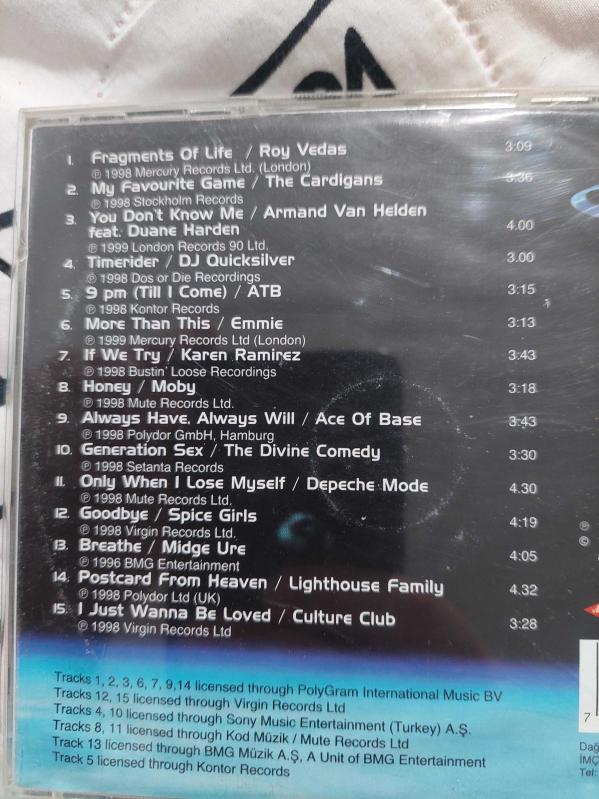 1. Fragments Of Life / Roy Vedas 3:09
℗ 1998 Mercury Records Ltd. (London)
2. My Favourite Game / The Cardigans 3:36
℗ 1998 Stockholm Records
3. You Don't Know Me / Armand Van Helden
feat. Duane Harden 4.00
℗ 1999 London Records 90 Ltd.
4. Timerider / DJ Quicksilver 3.00
℗ 1998 Dos or Die Recordings
5. 9 pm (Till I Come) / ATB 3:15
℗ 1998 Kontor Records
6. More Than This / Emmie 3:13
℗ 1999 Mercury Records Ltd (London)
7. If We Try / Karen Ramirez 3:43
℗ 1998 Bustin' Loose Recordings
8. Honey / Moby 3:18
℗ 1998 Mute Records Ltd.
9. Always Have, Always Will / Ace Of Base 3:43
℗ 1998 Polydor GmbH, Hamburg
10. Generation Sex / The Divine Comedy 3:30
℗ 1998 Setanta Records
11. Only When I Lose Myself / Depeche Mode 4.30
℗ 1998 Mute Records Ltd.
12. Goodbye / Spice Girls 4:19
℗ 1998 Virgin Records Ltd.
13. Breathe / Midge Ure 4:05
℗ 1996 BMG Entertainment
14. Postcard From Heaven / Lighthouse Family 4.32
℗ 1998 Polydor Ltd (UK)
15. I Just Wanna Be Loved / Culture Club 3:28
℗ 1998 Virgin Records Ltd
Tracks 1, 2, 3, 6, 7, 9,14 licensed through PolyGram International Music BV
Tracks 12, 15 licensed through Virgin Records Ltd
Tracks 4, 10 licensed through Sony Music Entertainment (Turkey) A.Ş.
Tracks 8, 11 licensed through Kod Müzik / Mute Records Ltd
Track 13 licensed through BMG Müzik A.Ş, A Unit of BMG Entertainment
Track 5 licensed through Kontor Records
℗
©
7
Dağ
İMÇ
Tel: